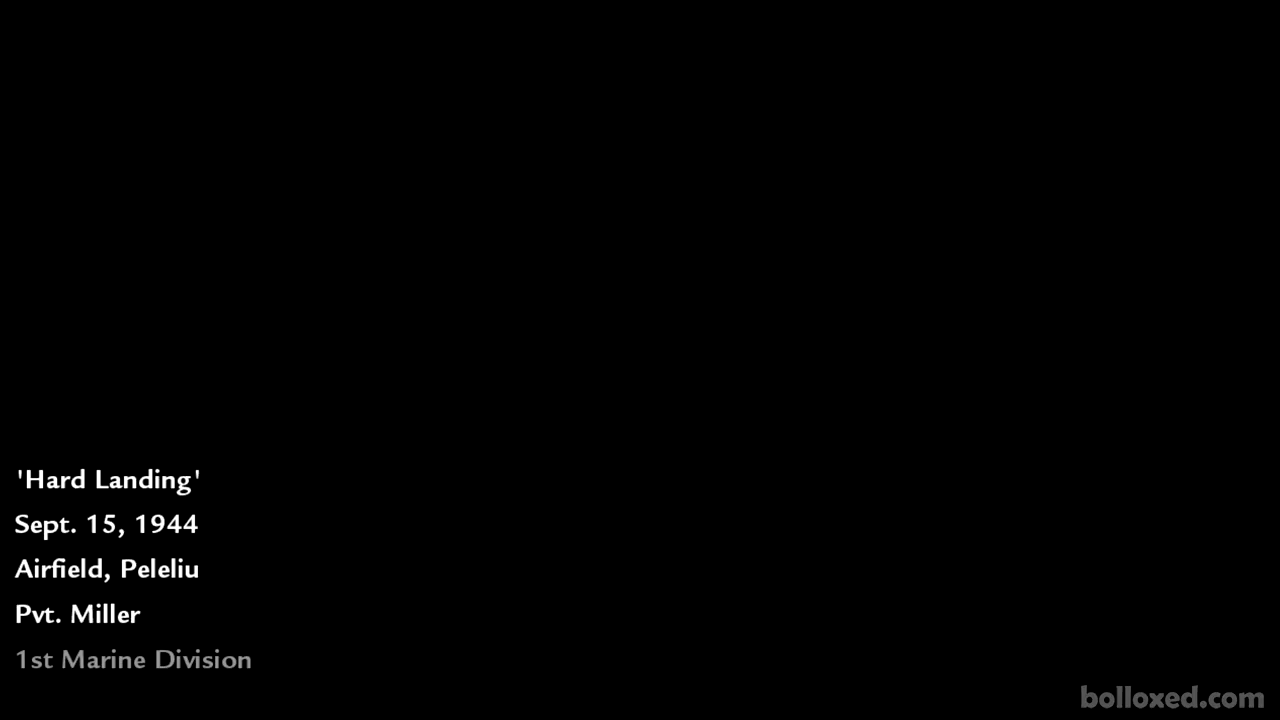 'Hard Landing'
Sept. 15, 1944
Airfield, Peleliu
Pvt. Miller
1st Marine Division
bolloxed.com